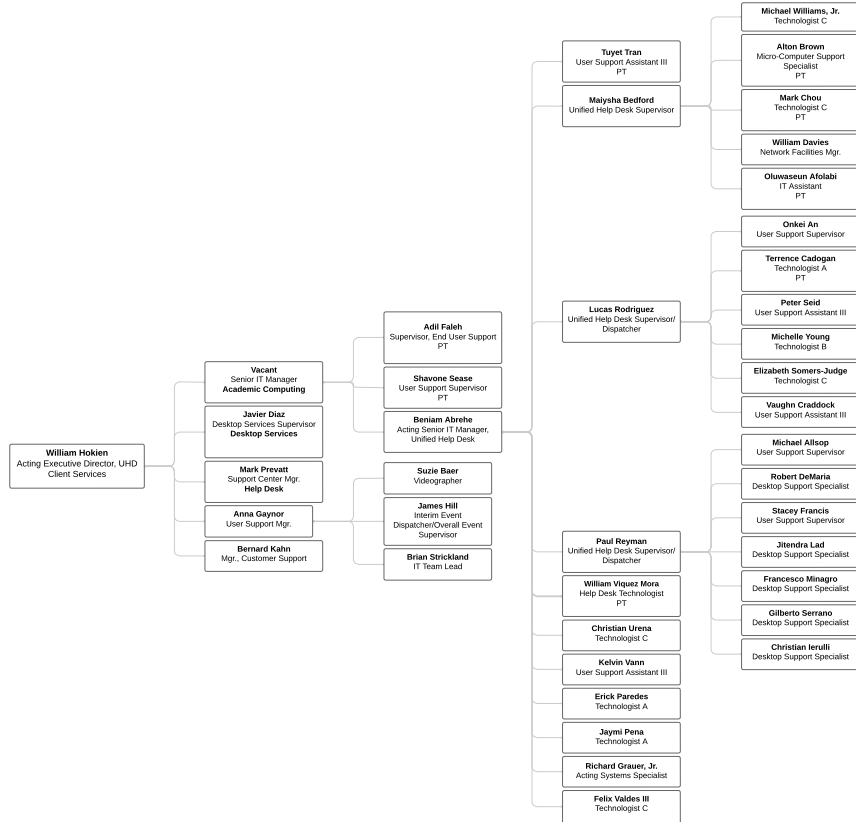 William Hokien
Acting Executive Director, UHD
Client Services
Vacant
Senior IT Manager
Academic Computing
Javier Diaz
Desktop Services Supervisor
Desktop Services
Mark Prevatt
Support Center Mgr.
Help Desk
Anna Gaynor
User Support Mgr.
Bernard Kahn
Mgr., Customer Support
Adil Faleh
Supervisor, End User Support
PT
Shavone Sease
User Support Supervisor
PT
Beniam Abrehe
Acting Senior IT Manager,
Unified Help Desk
Suzie Baer
Videographer
James Hill
Interim Event
Dispatcher/Overall Event
Supervisor
Brian Strickland
IT Team Lead
Tuyet Tran
User Support Assistant III
PT
Maiysha Bedford
Unified Help Desk Supervisor
Lucas Rodriguez
Unified Help Desk Supervisor/
Dispatcher
Paul Reyman
Unified Help Desk Supervisor/
Dispatcher
William Viquez Mora
Help Desk Technologist
PT
Christian Urena
Technologist C
Kelvin Vann
User Support Assistant III
Erick Paredes
Technologist A
Jaymi Pena
Technologist A
Richard Grauer, Jr.
Acting Systems Specialist
Felix Valdes III
Technologist C
Michael Williams, Jr.
Technologist C
Alton Brown
Micro-Computer Support
Specialist
PT
Mark Chou
Technologist C
PT
William Davies
Network Facilities Mgr.
Oluwaseun Afolabi
IT Assistant
PT
Onkei An
User Support Supervisor
Terrence Cadogan
Technologist A
PT
Peter Seid
User Support Assistant III
Michelle Young
Technologist B
Elizabeth Somers-Judge
Technologist C
Vaughn Craddock
User Support Assistant III
Michael Allsop
User Support Supervisor
Robert DeMaria
Desktop Support Specialist
Stacey Francis
User Support Supervisor
Jitendra Lad
Desktop Support Specialist
Francesco Minagro
Desktop Support Specialist
Gilberto Serrano
Desktop Support Specialist
Christian Ierulli
Desktop Support Specialist